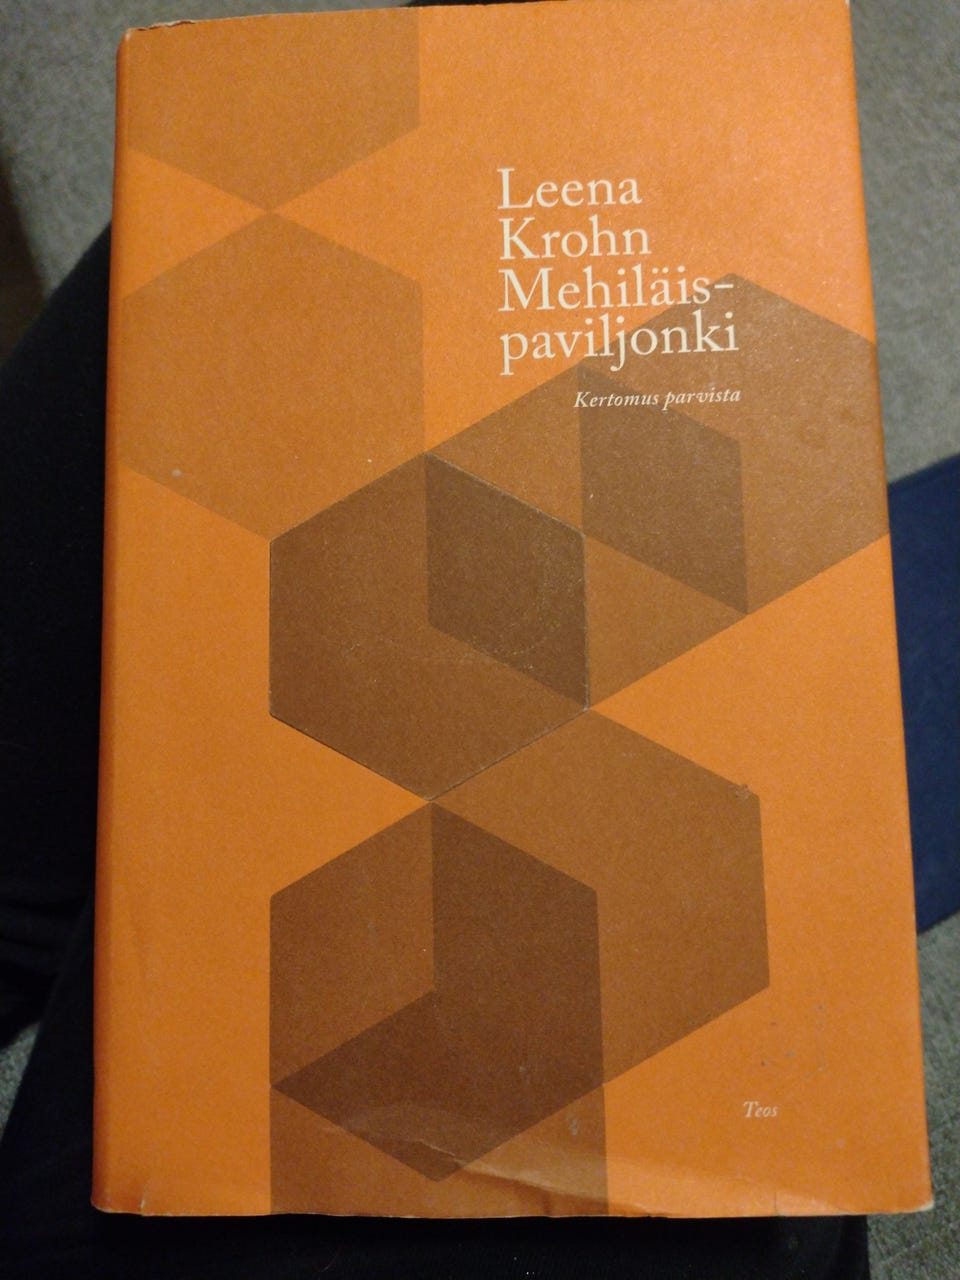 Leena
Krohn
Mehiläis-
paviljonki
Kertomus parvista
Teos